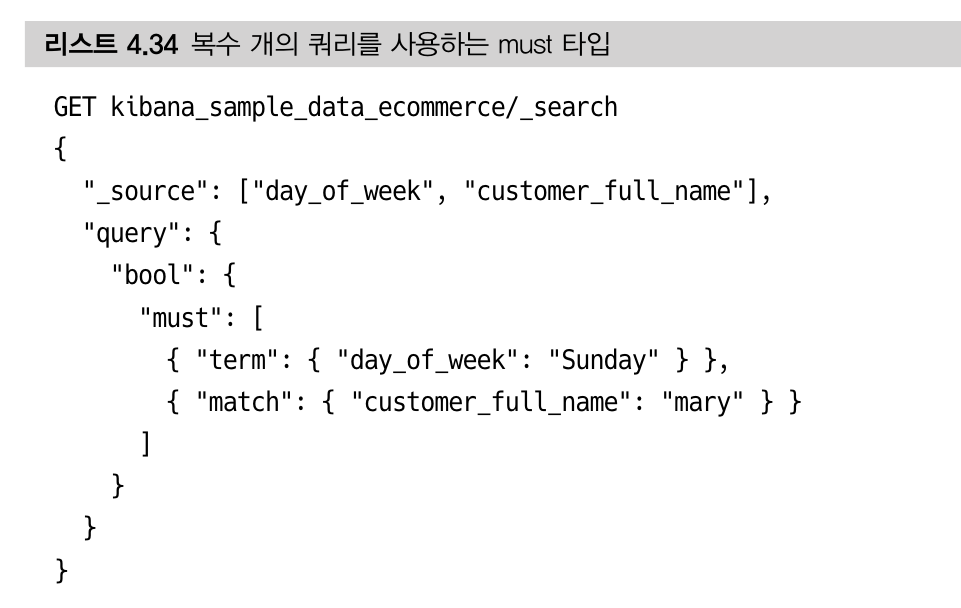 리스트 4.34 복수 개의 쿼리를 사용하는 must 타입
GET kibana_sample_data_ecommerce/_search
{
  "_source": ["day_of_week", "customer_full_name"],
  "query": {
    "bool": {
      "must": [
        { "term": { "day_of_week": "Sunday" } },
        { "match": { "customer_full_name": "mary" } }
      ]
    }
  }
}